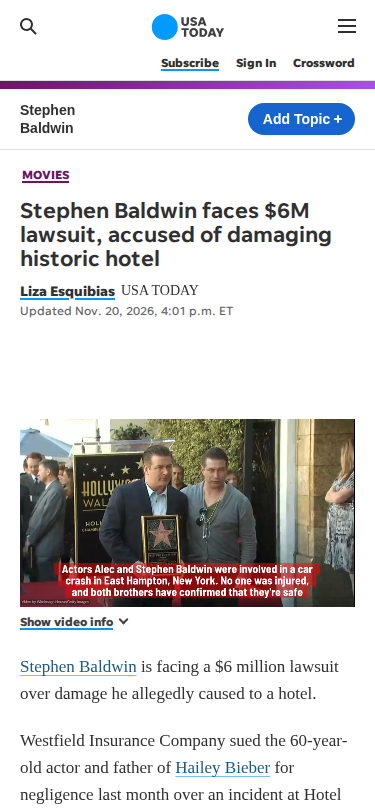 USA
TODAY
Subscribe
Sign In
Crossword
Stephen
Baldwin
Add Topic +
MOVIES
Stephen Baldwin faces $6M
lawsuit, accused of damaging
historic hotel
Liza Esquibias USA TODAY
Updated Nov. 20, 2026, 4:01 p.m. ET
HOLLYWOOD
Actors Alec and Stephen Baldwin were involved in a car
crash in East Hampton, New York. No one was injured,
and both brothers have confirmed that they're safe
Show video info
Stephen Baldwin is facing a $6 million lawsuit
over damage he allegedly caused to a hotel.
Westfield Insurance Company sued the 60-year-
old actor and father of Hailey Bieber for
negligence last month over an incident at Hotel